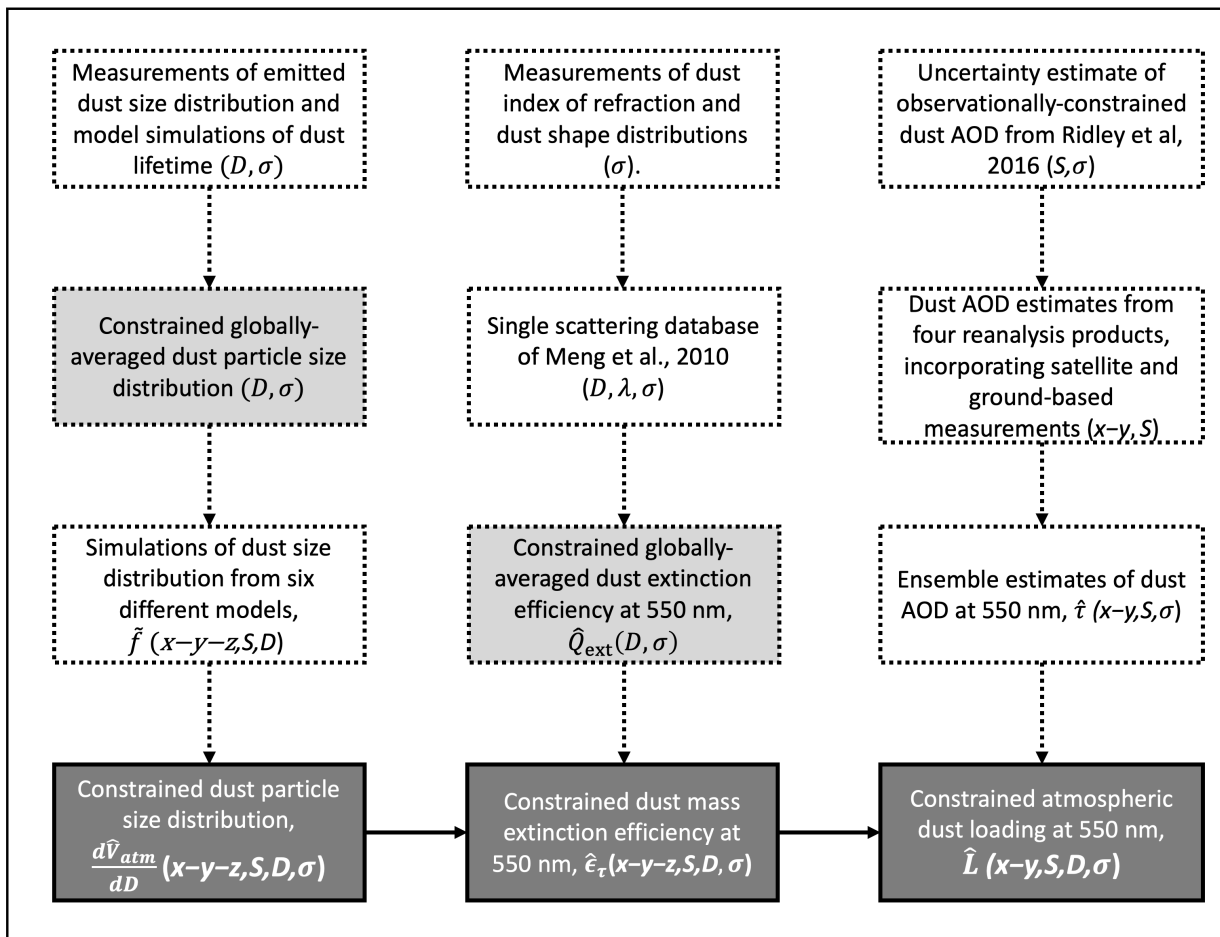 Measurements of emitted
dust size distribution and
model simulations of dust
lifetime (D, σ)
Constrained globally-
averaged dust particle size
distribution (D, σ)
Simulations of dust size
distribution from six
different models,
f̃ (x−y−z,S,D)
Constrained dust particle
size distribution,
dV̂atm/dD (x−y−z,S,D,σ)
Measurements of dust
index of refraction and
dust shape distributions
(σ).
Single scattering database
of Meng et al., 2010
(D, λ, σ)
Constrained globally-
averaged dust extinction
efficiency at 550 nm,
Q̂ext(D, σ)
Constrained dust mass
extinction efficiency at
550 nm, ϵ̂τ(x−y−z,S,D, σ)
Uncertainty estimate of
observationally-constrained
dust AOD from Ridley et al,
2016 (S,σ)
Dust AOD estimates from
four reanalysis products,
incorporating satellite and
ground-based
measurements (x−y, S)
Ensemble estimates of dust
AOD at 550 nm, τ̂ (x−y,S,σ)
Constrained atmospheric
dust loading at 550 nm,
L̂ (x−y,S,D,σ)